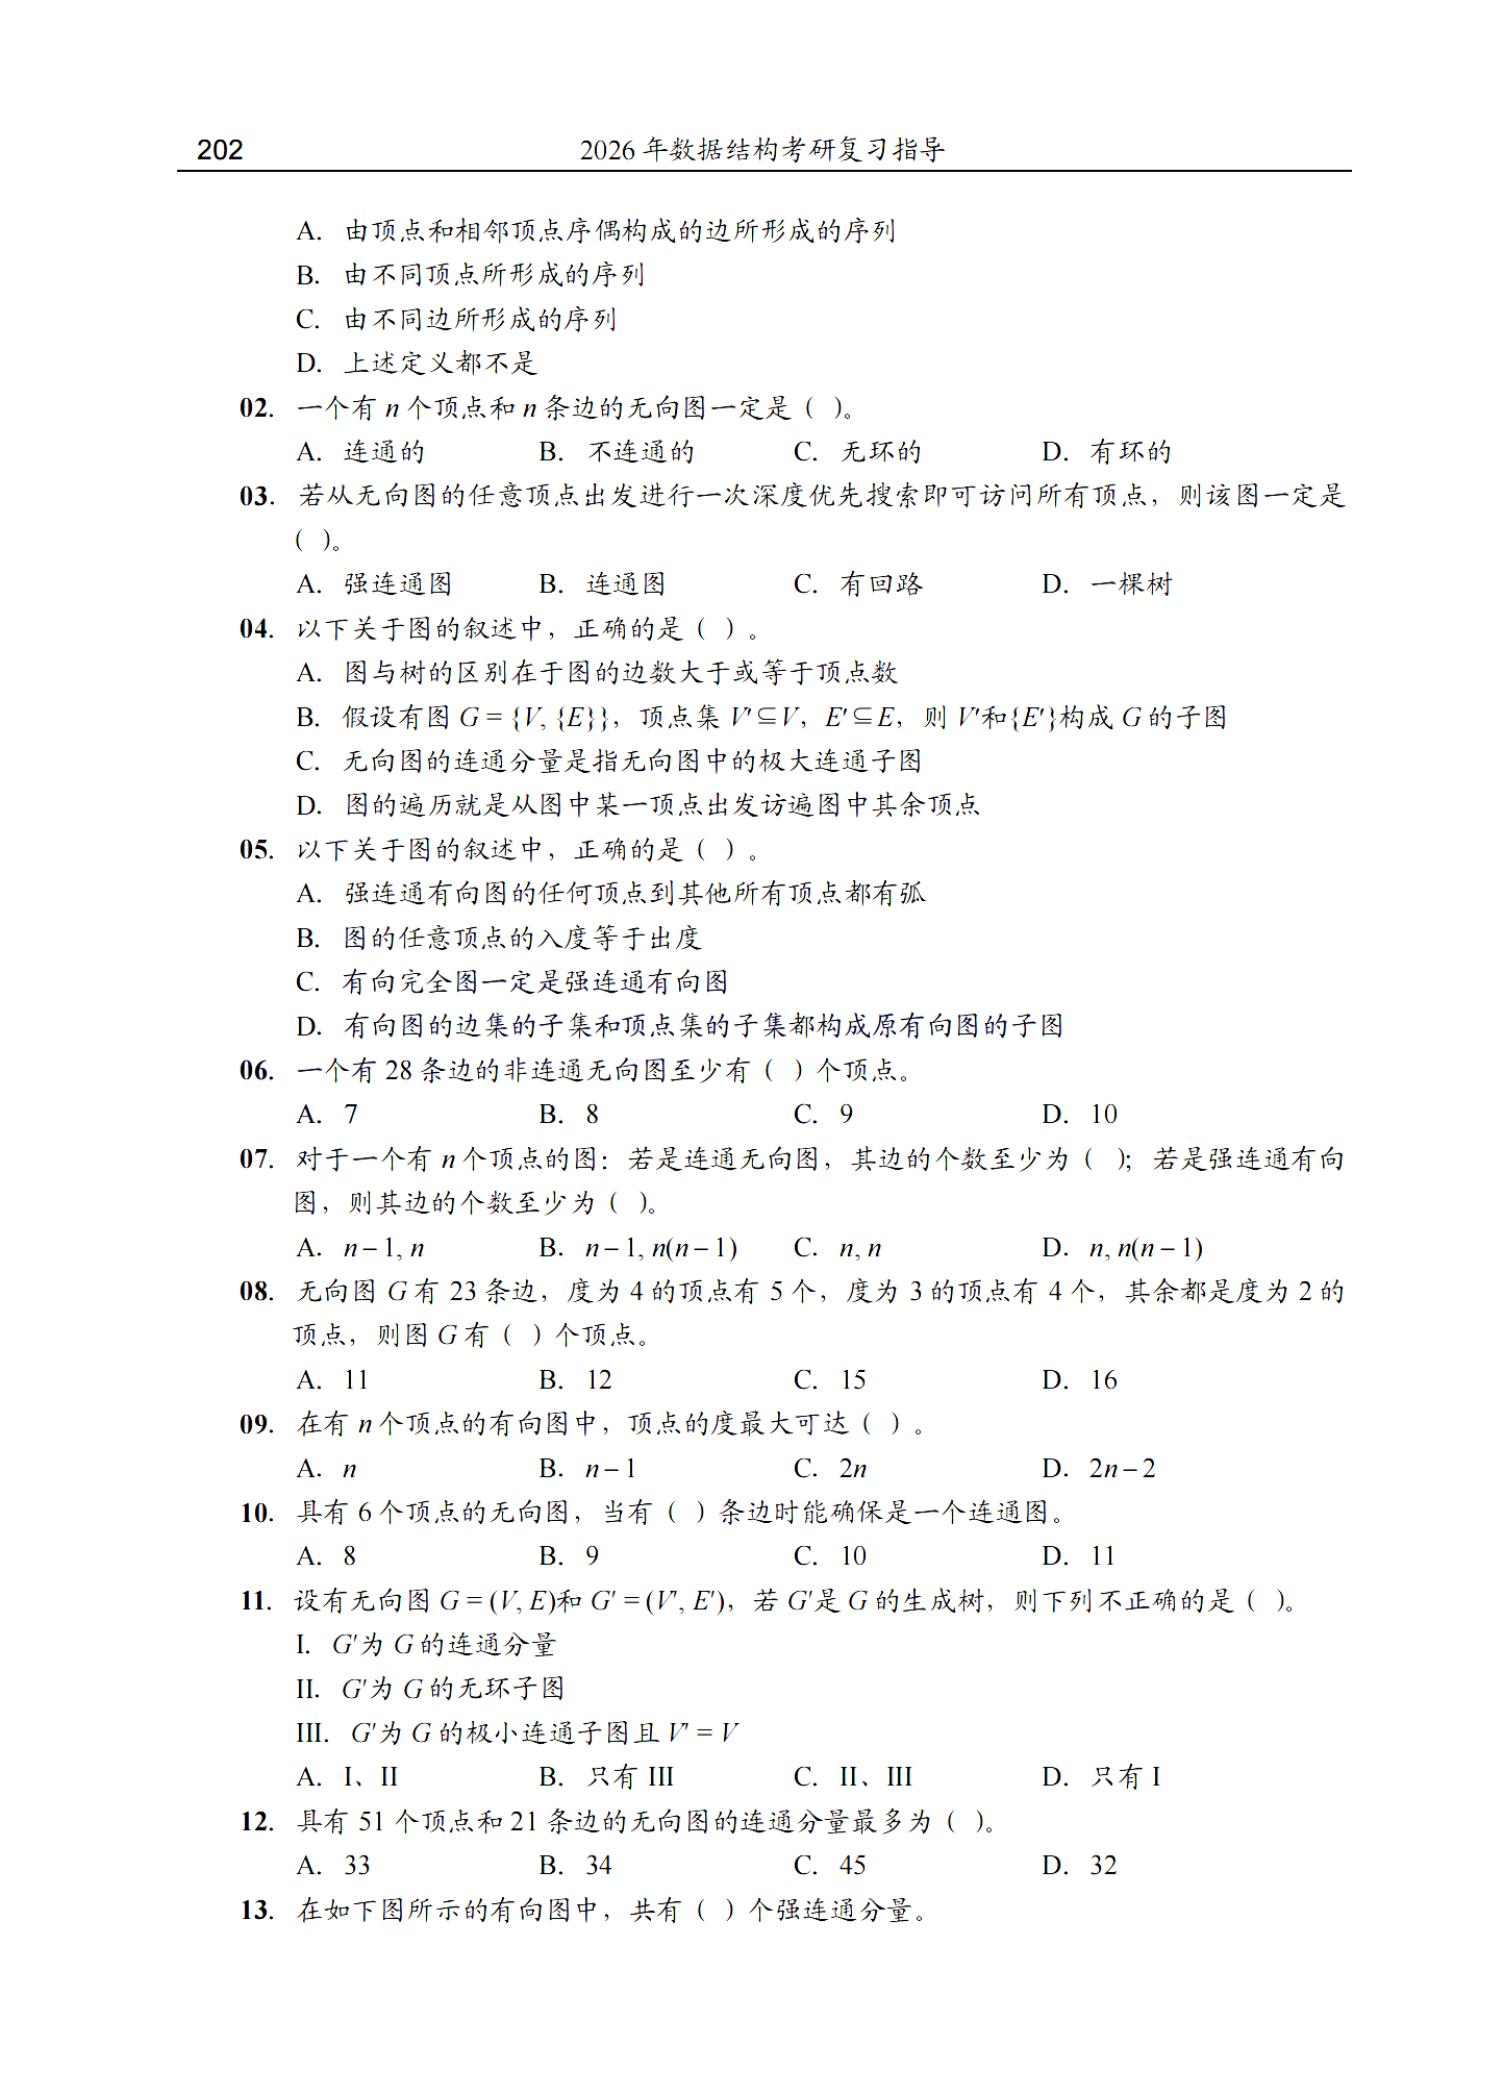 202 2026 年数据结构考研复习指导
A. 由顶点和相邻顶点序偶构成的边所形成的序列
B. 由不同顶点所形成的序列
C. 由不同边所形成的序列
D. 上述定义都不是
02. 一个有 n 个顶点和 n 条边的无向图一定是（ ）。
A. 连通的 B. 不连通的 C. 无环的 D. 有环的
03. 若从无向图的任意顶点出发进行一次深度优先搜索即可访问所有顶点，则该图一定是
（ ）。
A. 强连通图 B. 连通图 C. 有回路 D. 一棵树
04. 以下关于图的叙述中，正确的是（ ）。
A. 图与树的区别在于图的边数大于或等于顶点数
B. 假设有图 G = {V, {E}}，顶点集 V′⊆V，E′⊆E，则 V′和{E′}构成 G 的子图
C. 无向图的连通分量是指无向图中的极大连通子图
D. 图的遍历就是从图中某一顶点出发访遍图中其余顶点
05. 以下关于图的叙述中，正确的是（ ）。
A. 强连通有向图的任何顶点到其他所有顶点都有弧
B. 图的任意顶点的入度等于出度
C. 有向完全图一定是强连通有向图
D. 有向图的边集的子集和顶点集的子集都构成原有向图的子图
06. 一个有 28 条边的非连通无向图至少有（ ）个顶点。
A. 7 B. 8 C. 9 D. 10
07. 对于一个有 n 个顶点的图：若是连通无向图，其边的个数至少为（ ）；若是强连通有向
图，则其边的个数至少为（ ）。
A. n − 1, n B. n − 1, n(n − 1) C. n, n D. n, n(n − 1)
08. 无向图 G 有 23 条边，度为 4 的顶点有 5 个，度为 3 的顶点有 4 个，其余都是度为 2 的
顶点，则图 G 有（ ）个顶点。
A. 11 B. 12 C. 15 D. 16
09. 在有 n 个顶点的有向图中，顶点的度最大可达（ ）。
A. n B. n − 1 C. 2n D. 2n − 2
10. 具有 6 个顶点的无向图，当有（ ）条边时能确保是一个连通图。
A. 8 B. 9 C. 10 D. 11
11. 设有无向图 G = (V, E)和 G′ = (V′, E′)，若 G′是 G 的生成树，则下列不正确的是（ ）。
I. G′为 G 的连通分量
II. G′为 G 的无环子图
III. G′为 G 的极小连通子图且 V′ = V
A. I、II B. 只有 III C. II、III D. 只有 I
12. 具有 51 个顶点和 21 条边的无向图的连通分量最多为（ ）。
A. 33 B. 34 C. 45 D. 32
13. 在如下图所示的有向图中，共有（ ）个强连通分量。